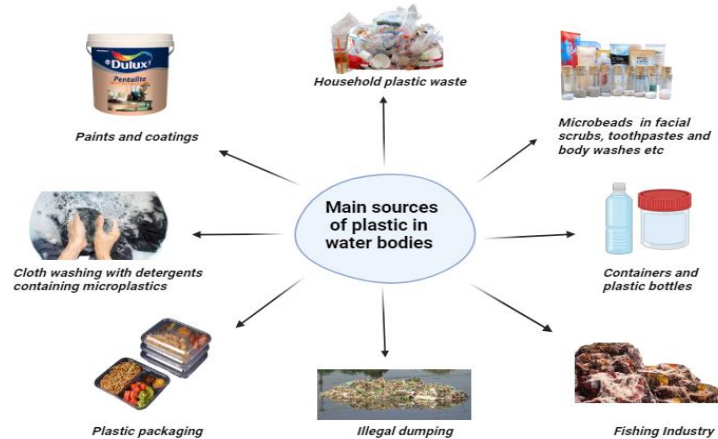 Dulux
Pentalite
Paints and coatings
Household plastic waste
Microbeads in facial
scrubs, toothpastes and
body washes etc
Main sources
of plastic in
water bodies
Cloth washing with detergents
containing microplastics
Containers and
plastic bottles
Plastic packaging
Illegal dumping
Fishing Industry